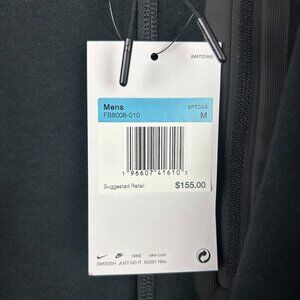 Mens
SPTCAS
FB8008-010
M
1 96607 41610 5
Suggested Retail
$155.00
NIKE nike.com
SWOOSH JUST DO IT ©2021 Nike